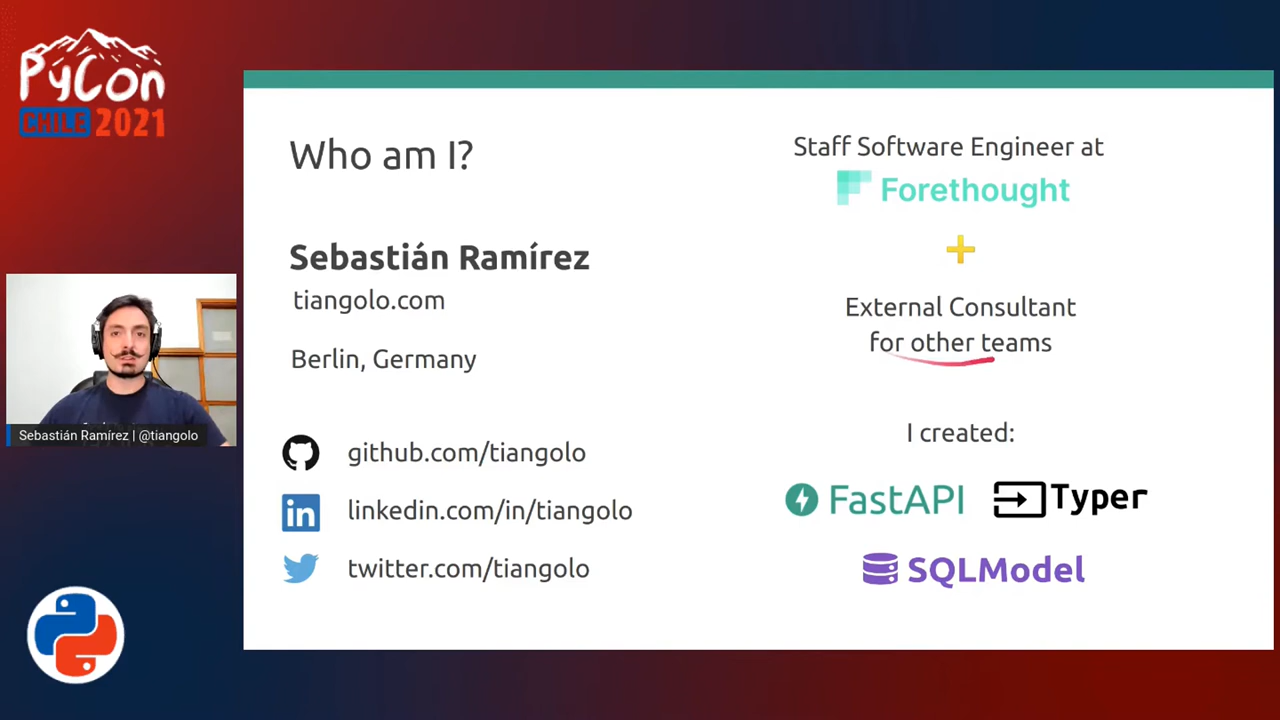 PyCon
CHILE 2021
Who am I?
Sebastián Ramírez
tiangolo.com
Berlin, Germany
github.com/tiangolo
linkedin.com/in/tiangolo
twitter.com/tiangolo
Staff Software Engineer at
Forethought
External Consultant
for other teams
I created:
FastAPI
Typer
SQLModel
Sebastián Ramírez | @tiangolo